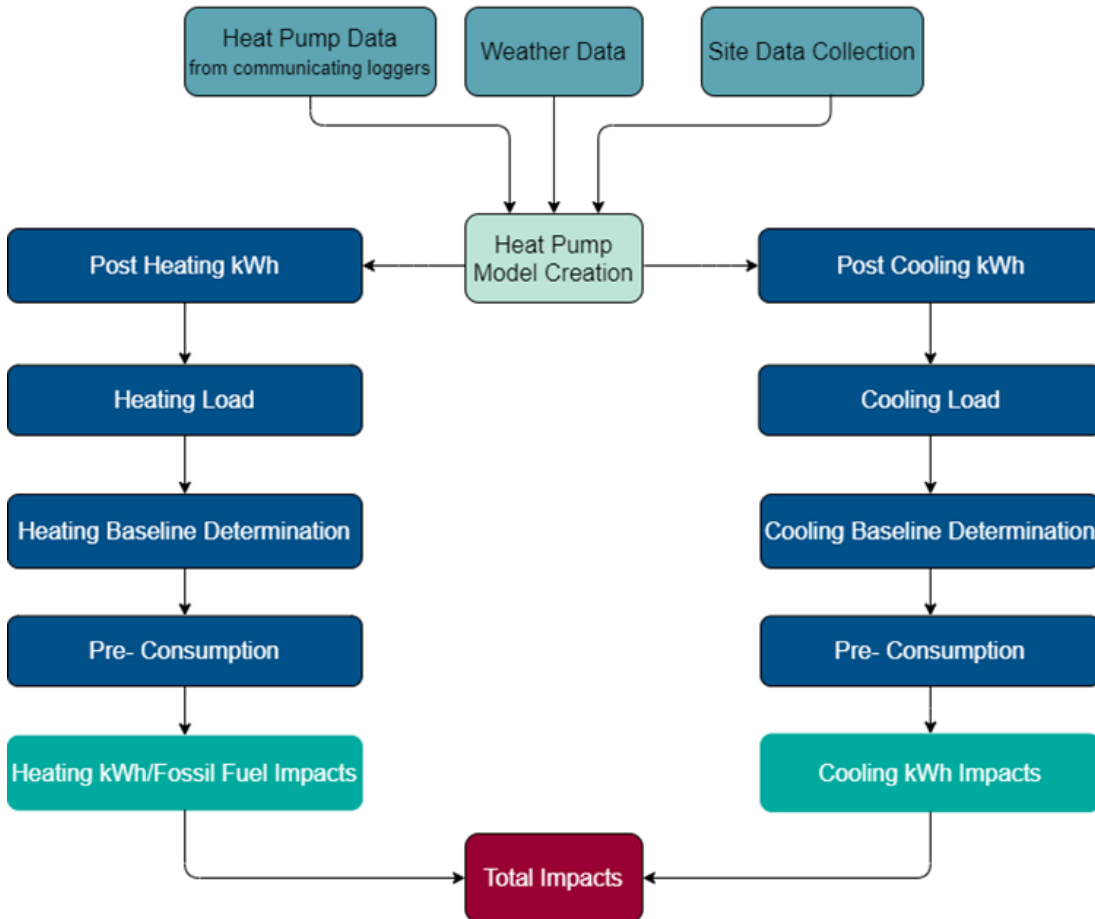 Heat Pump Data
from communicating loggers
Weather Data
Site Data Collection
Heat Pump
Model Creation
Post Heating kWh
Post Cooling kWh
Heating Load
Cooling Load
Heating Baseline Determination
Cooling Baseline Determination
Pre- Consumption
Pre- Consumption
Heating kWh/Fossil Fuel Impacts
Cooling kWh Impacts
Total Impacts